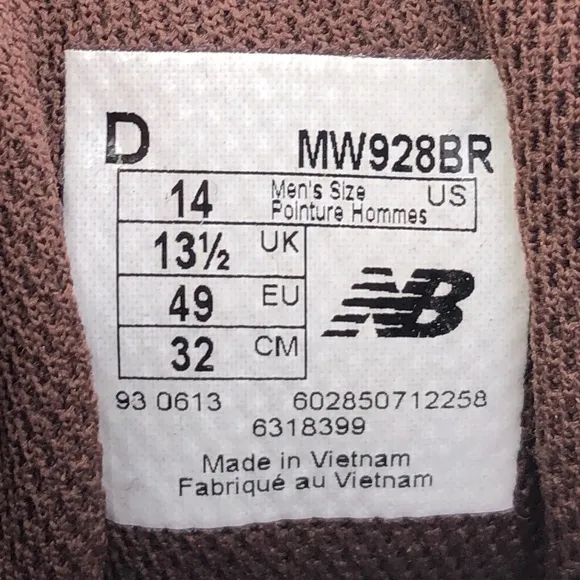 D MW928BR
14 Men's Size US
Pointure Hommes
13½ UK
49 EU
32 CM
NB
93 0613 602850712258
6318399
Made in Vietnam
Fabriqué au Vietnam